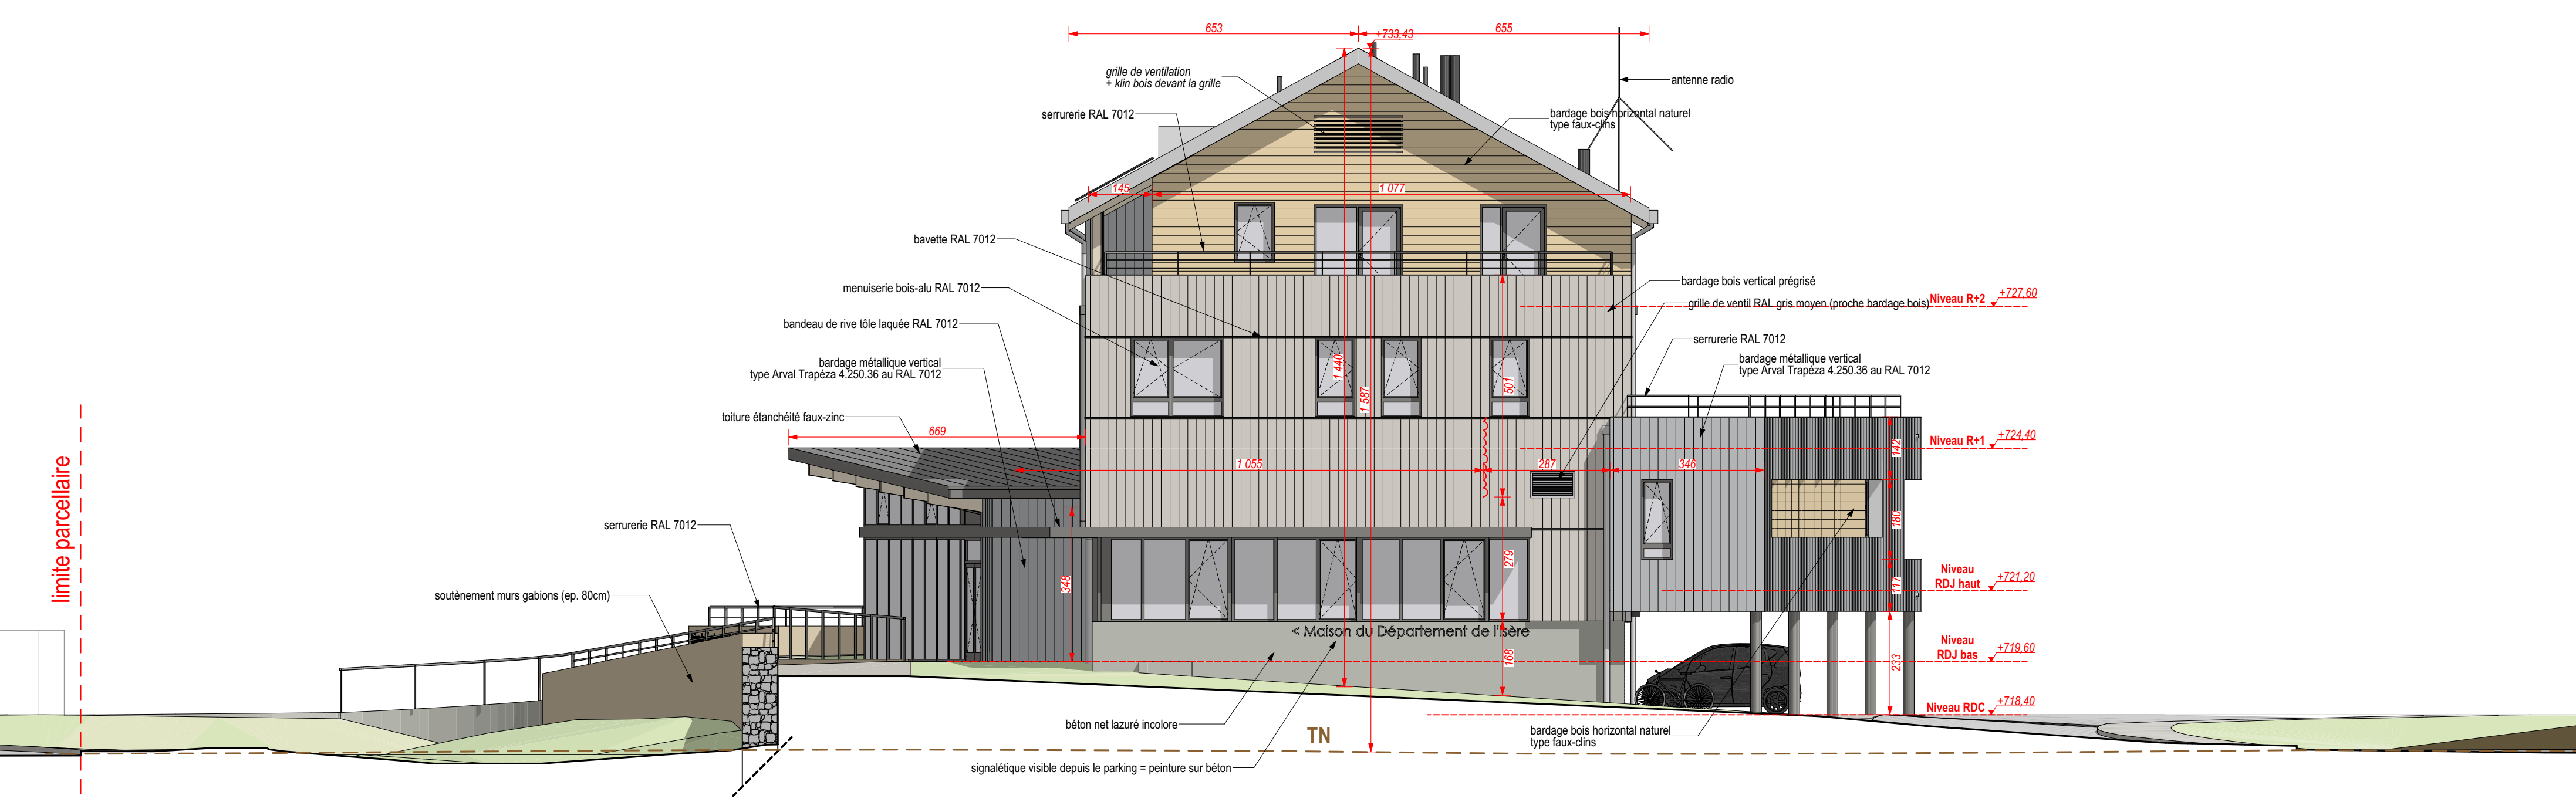 653
655
+733,43
grille de ventilation
+ klin bois devant la grille
antenne radio
serrurerie RAL 7012
bardage bois horizontal naturel
type faux-clins
145
1 077
bavette RAL 7012
menuiserie bois-alu RAL 7012
bardage bois vertical prégrisé
grille de ventil RAL gris moyen (proche bardage bois)
Niveau R+2
+727,60
bandeau de rive tôle laquée RAL 7012
serrurerie RAL 7012
bardage métallique vertical
type Arval Trapéza 4.250.36 au RAL 7012
bardage métallique vertical
type Arval Trapéza 4.250.36 au RAL 7012
1 440
1 587
501
toiture étanchéité faux-zinc
669
142
Niveau R+1
+724,40
1 055
287
346
limite parcellaire
serrurerie RAL 7012
180
348
279
117
Niveau
RDJ haut
+721,20
soutènement murs gabions (ep. 80cm)
< Maison du Département de l'Isère
168
233
Niveau
RDJ bas
+719,60
Niveau RDC
+718,40
béton net lazuré incolore
TN
bardage bois horizontal naturel
type faux-clins
signalétique visible depuis le parking = peinture sur béton